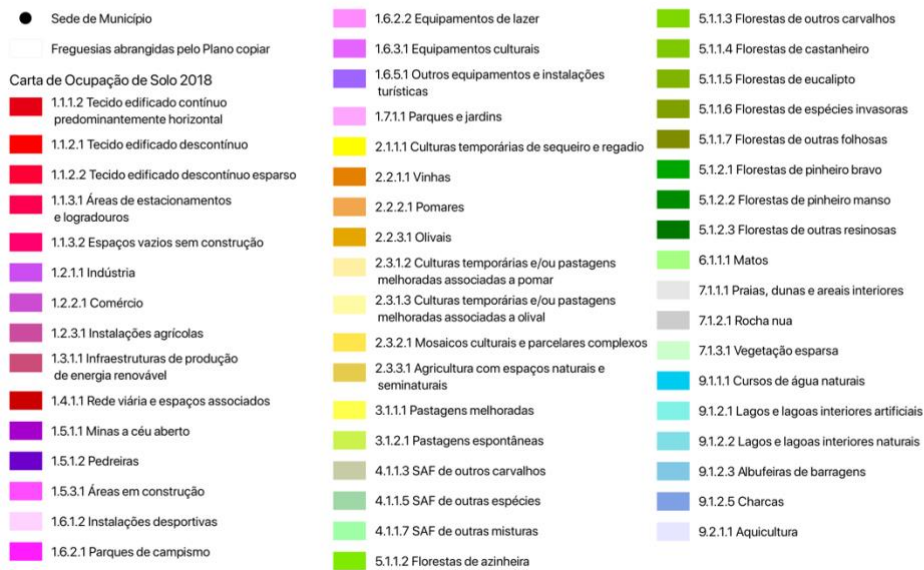 Sede de Município
Freguesias abrangidas pelo Plano copiar
Carta de Ocupação de Solo 2018
1.1.1.2 Tecido edificado contínuo
predominantemente horizontal
1.1.2.1 Tecido edificado descontínuo
1.1.2.2 Tecido edificado descontínuo esparso
1.1.3.1 Áreas de estacionamentos
e logradouros
1.1.3.2 Espaços vazios sem construção
1.2.1.1 Indústria
1.2.2.1 Comércio
1.2.3.1 Instalações agrícolas
1.3.1.1 Infraestruturas de produção
de energia renovável
1.4.1.1 Rede viária e espaços associados
1.5.1.1 Minas a céu aberto
1.5.1.2 Pedreiras
1.5.3.1 Áreas em construção
1.6.1.2 Instalações desportivas
1.6.2.1 Parques de campismo
1.6.2.2 Equipamentos de lazer
1.6.3.1 Equipamentos culturais
1.6.5.1 Outros equipamentos e instalações
turísticas
1.7.1.1 Parques e jardins
2.1.1.1 Culturas temporárias de sequeiro e regadio
2.2.1.1 Vinhas
2.2.2.1 Pomares
2.2.3.1 Olivais
2.3.1.2 Culturas temporárias e/ou pastagens
melhoradas associadas a pomar
2.3.1.3 Culturas temporárias e/ou pastagens
melhoradas associadas a olival
2.3.2.1 Mosaicos culturais e parcelares complexos
2.3.3.1 Agricultura com espaços naturais e
seminaturais
3.1.1.1 Pastagens melhoradas
3.1.2.1 Pastagens espontâneas
4.1.1.3 SAF de outros carvalhos
4.1.1.5 SAF de outras espécies
4.1.1.7 SAF de outras misturas
5.1.1.2 Florestas de azinheira
5.1.1.3 Florestas de outros carvalhos
5.1.1.4 Florestas de castanheiro
5.1.1.5 Florestas de eucalipto
5.1.1.6 Florestas de espécies invasoras
5.1.1.7 Florestas de outras folhosas
5.1.2.1 Florestas de pinheiro bravo
5.1.2.2 Florestas de pinheiro manso
5.1.2.3 Florestas de outras resinosas
6.1.1.1 Matos
7.1.1.1 Praias, dunas e areais interiores
7.1.2.1 Rocha nua
7.1.3.1 Vegetação esparsa
9.1.1.1 Cursos de água naturais
9.1.2.1 Lagos e lagoas interiores artificiais
9.1.2.2 Lagos e lagoas interiores naturais
9.1.2.3 Albufeiras de barragens
9.1.2.5 Charcas
9.2.1.1 Aquicultura